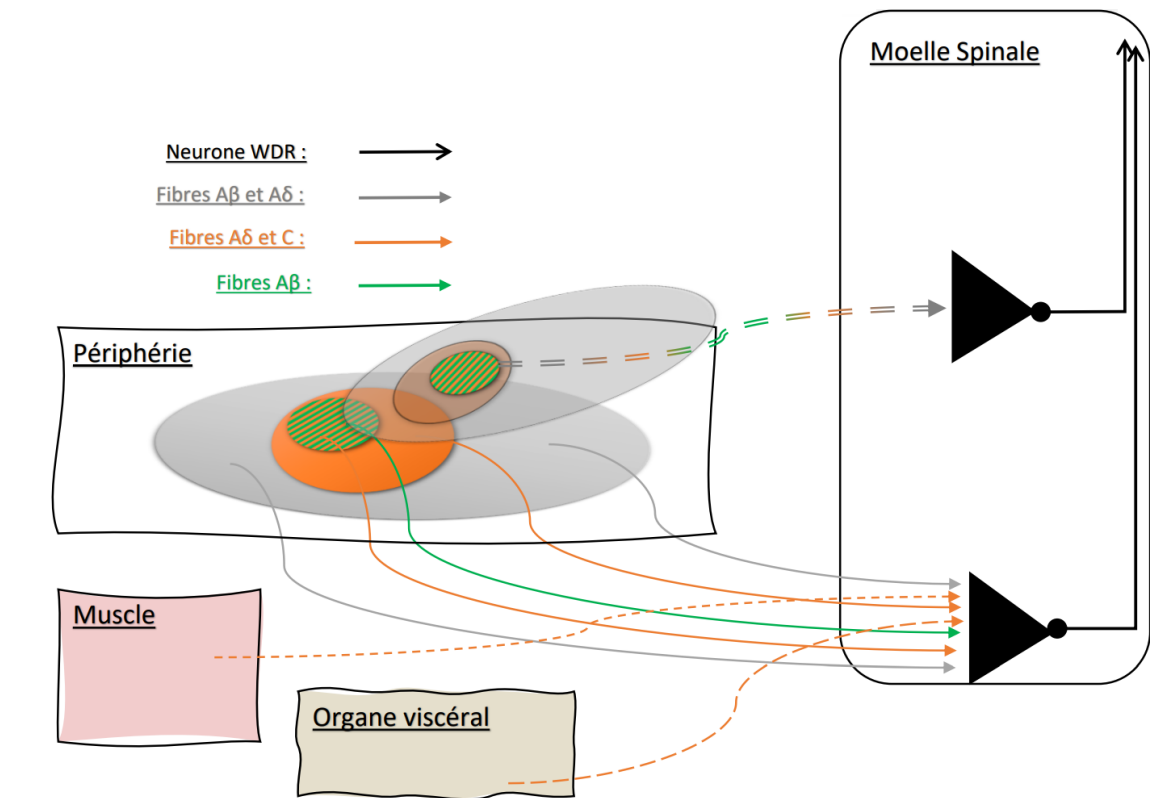 Moelle Spinale
Neurone WDR :
Fibres Aβ et Aδ :
Fibres Aδ et C :
Fibres Aβ :
Périphérie
Muscle
Organe viscéral